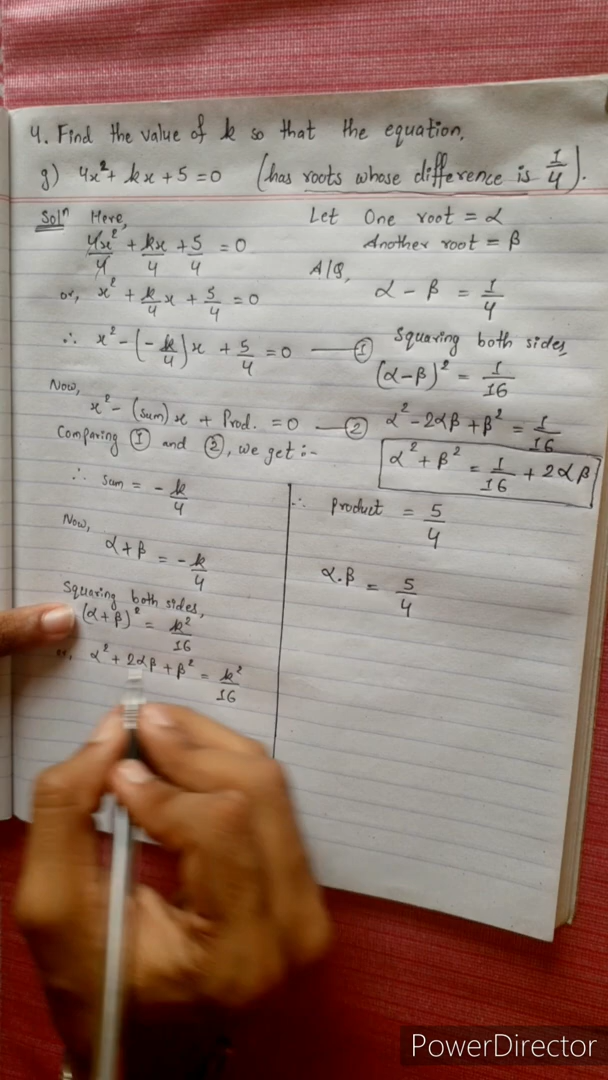 4. Find the value of k so that the equation,
g) 4x² + kx + 5 = 0 (has roots whose difference is 1/4).
Solⁿ Here,
4x²/4 + kx/4 + 5/4 = 0
or, x² + k/4 x + 5/4 = 0
∴ x² - (-k/4)x + 5/4 = 0 — ①
Now,
x² - (sum)x + Prod. = 0 — ②
Comparing ① and ②, we get :-
Let One root = α
Another root = β
A/Q,
α - β = 1/4
Squaring both sides,
(α-β)² = 1/16
α² - 2αβ + β² = 1/16
α² + β² = 1/16 + 2αβ
∴ sum = -k/4
Now,
α + β = -k/4
Squaring both sides,
(α + β)² = k²/16
or, α² + 2αβ + β² = k²/16
∴ Product = 5/4
α.β = 5/4
PowerDirector